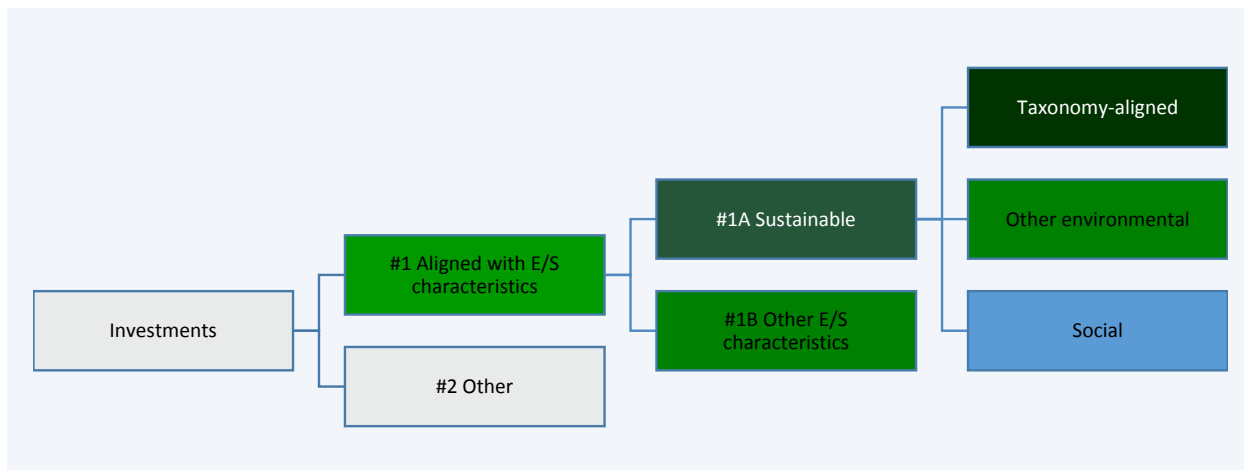 Investments
#1 Aligned with E/S
characteristics
#2 Other
#1A Sustainable
#1B Other E/S
characteristics
Taxonomy-aligned
Other environmental
Social